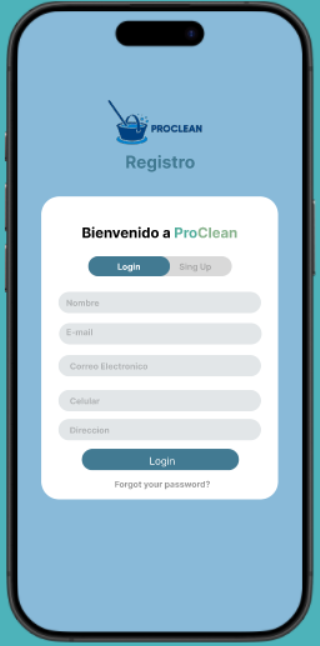 PROCLEAN
Registro
Bienvenido a ProClean
Login Sing Up
Nombre
E-mail
Correo Electronico
Celular
Direccion
Login
Forgot your password?